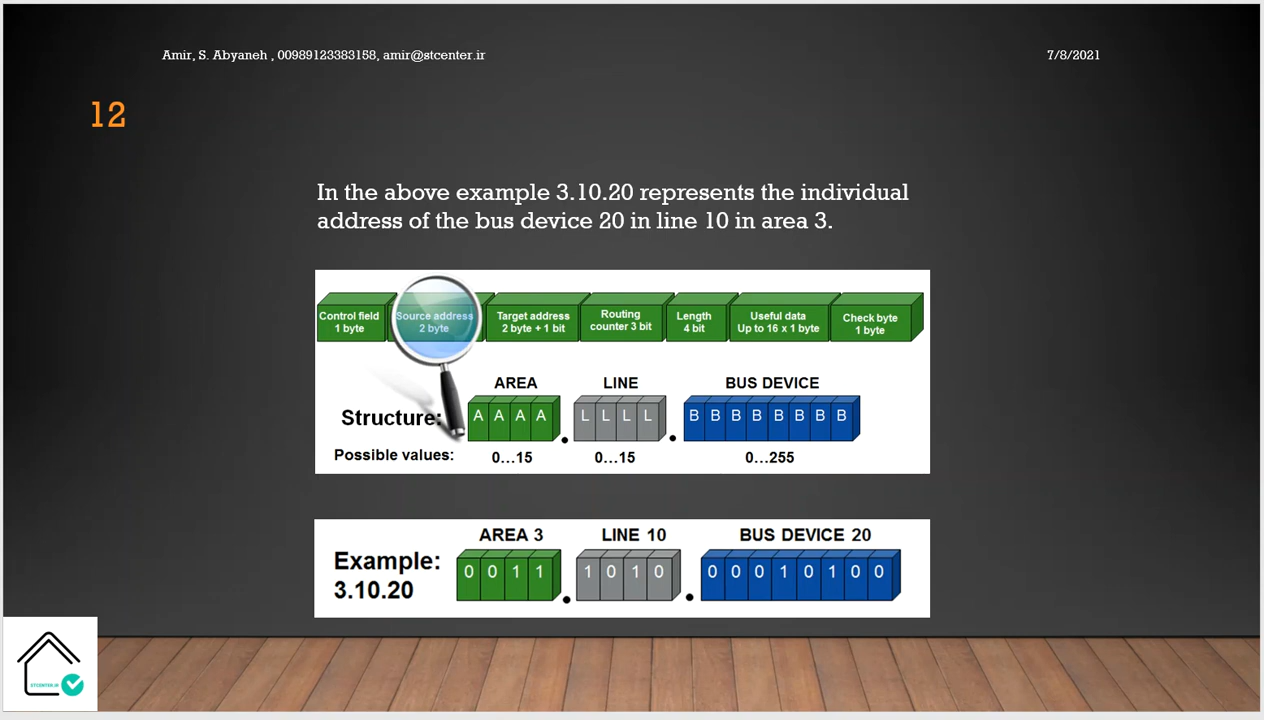 Amir, S. Abyaneh , 00989123383158, amir@stcenter.ir
7/8/2021
12
In the above example 3.10.20 represents the individual
address of the bus device 20 in line 10 in area 3.
Control field
1 byte
Source address
2 byte
Target address
2 byte + 1 bit
Routing
counter 3 bit
Length
4 bit
Useful data
Up to 16 x 1 byte
Check byte
1 byte
AREA LINE BUS DEVICE
Structure: A A A A . L L L L . B B B B B B B B
Possible values: 0...15 0...15 0...255
AREA 3 LINE 10 BUS DEVICE 20
Example:
3.10.20
0 0 1 1 . 1 0 1 0 . 0 0 0 1 0 1 0 0
STCENTER.IR